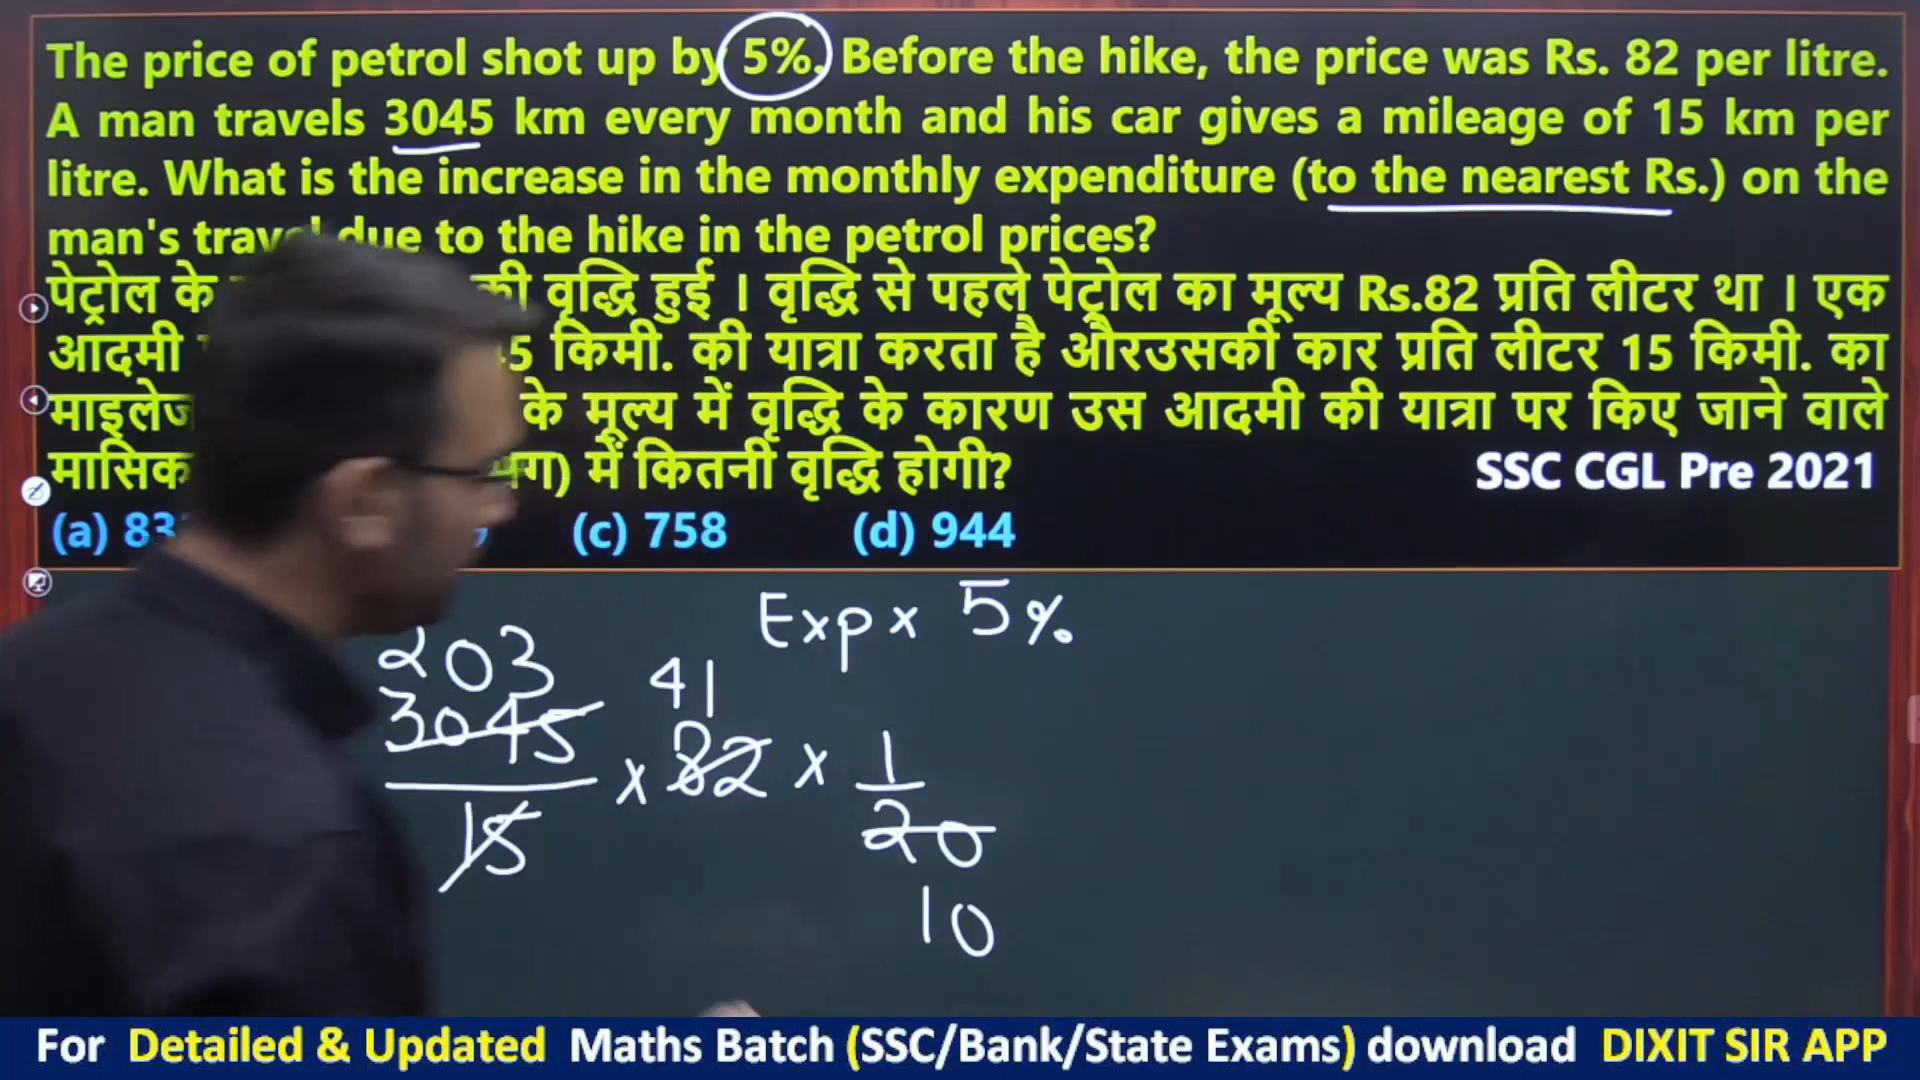 The price of petrol shot up by 5%. Before the hike, the price was Rs. 82 per litre.
A man travels 3045 km every month and his car gives a mileage of 15 km per
litre. What is the increase in the monthly expenditure (to the nearest Rs.) on the
man's travel due to the hike in the petrol prices?
पेट्रोल के की वृद्धि हुई । वृद्धि से पहले पेट्रोल का मूल्य Rs.82 प्रति लीटर था । एक
आदमी किमी. की यात्रा करता है औरउसकी कार प्रति लीटर 15 किमी. का
माइलेज के मूल्य में वृद्धि के कारण उस आदमी की यात्रा पर किए जाने वाले
मासिक में कितनी वृद्धि होगी?
SSC CGL Pre 2021
(a) (c) 758 (d) 944
Exp x 5%
203
41
3045
x 82 x 1
15
20
10
For Detailed & Updated Maths Batch (SSC/Bank/State Exams) download DIXIT SIR APP